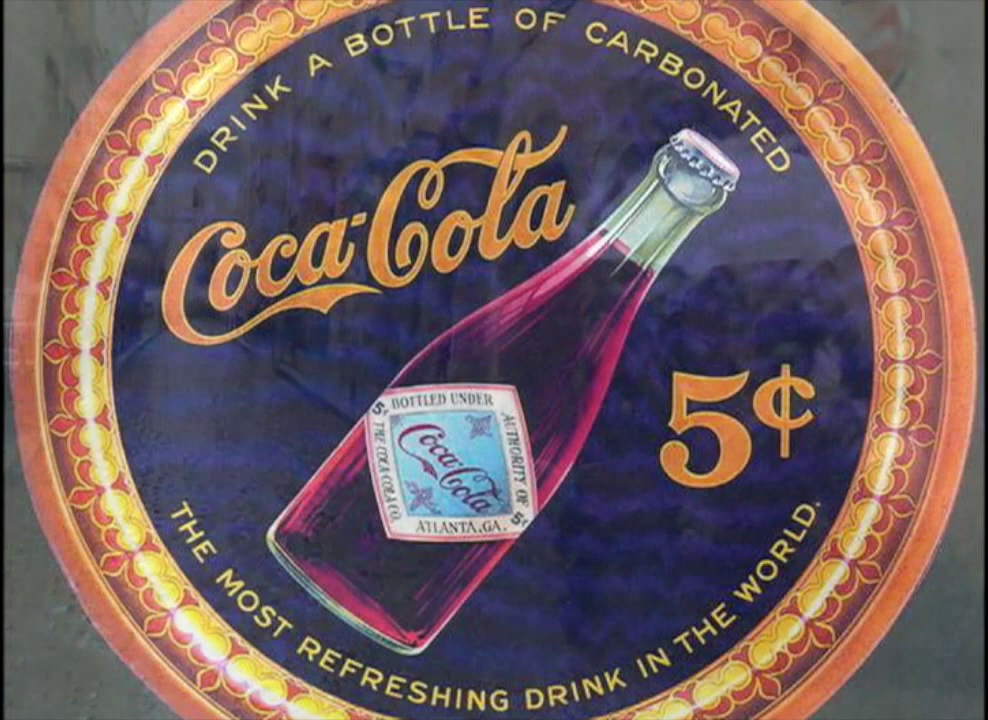 DRINK A BOTTLE OF CARBONATED
Coca-Cola
5¢
BOTTLED UNDER
AUTHORITY OF
THE COCA-COLA CO.
ATLANTA, GA.
5¢
5¢
Coca-Cola
THE MOST REFRESHING DRINK IN THE WORLD.